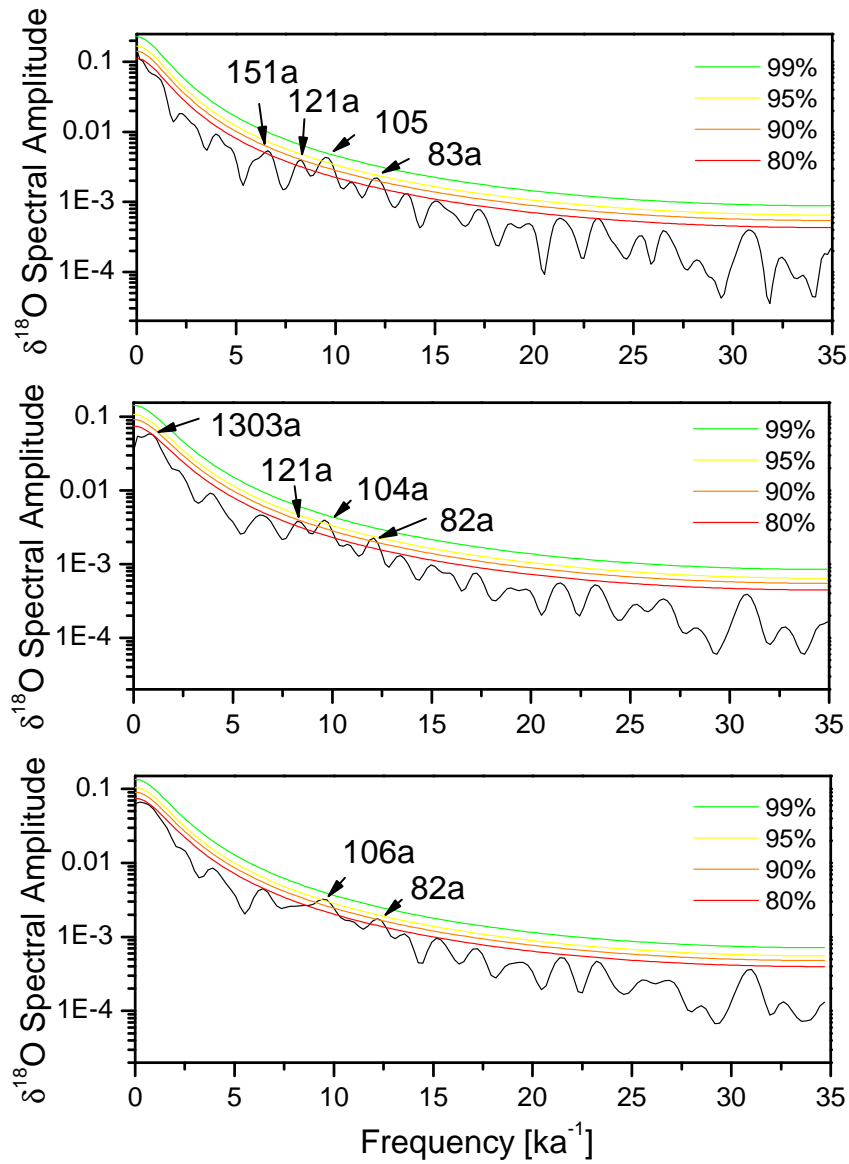 δ18O Spectral Amplitude
0.1
0.01
1E-3
1E-4
151a
121a
105
83a
99%
95%
90%
80%
0 5 10 15 20 25 30 35
δ18O Spectral Amplitude
0.1
0.01
1E-3
1E-4
1303a
121a
104a
82a
99%
95%
90%
80%
0 5 10 15 20 25 30 35
δ18O Spectral Amplitude
0.1
0.01
1E-3
1E-4
106a
82a
99%
95%
90%
80%
0 5 10 15 20 25 30 35
Frequency [ka-1]